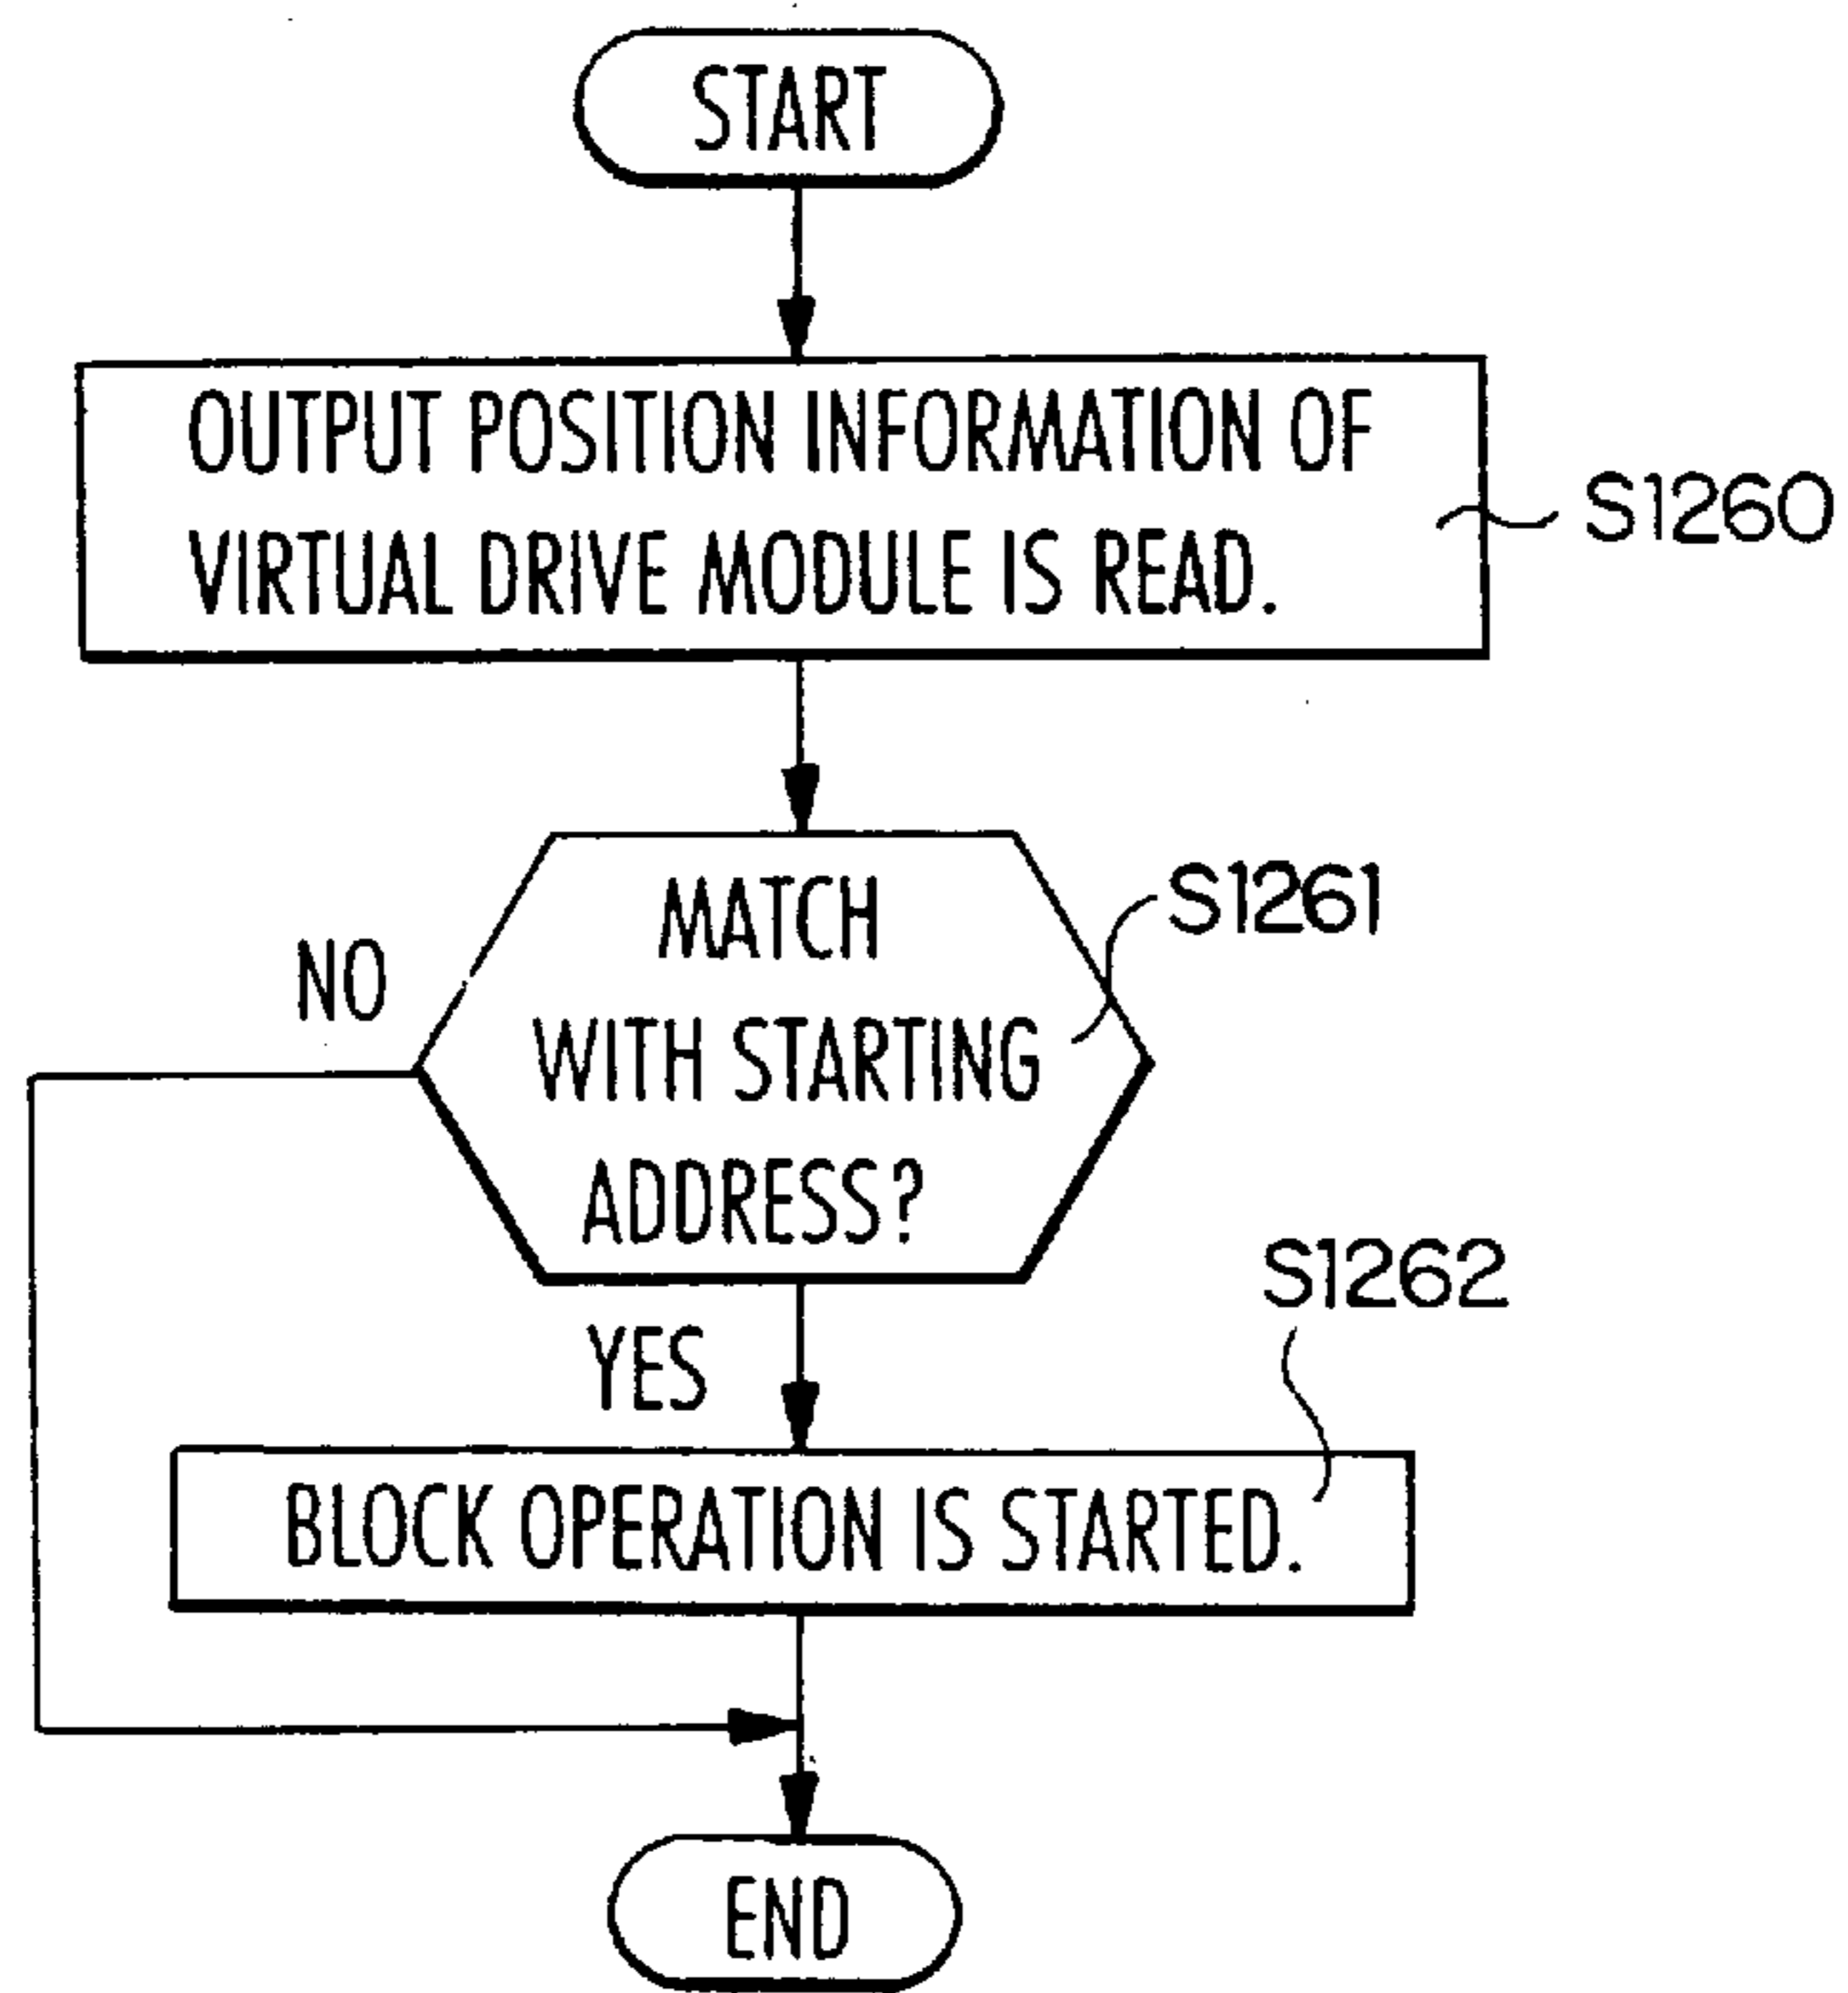 START
OUTPUT POSITION INFORMATION OF
VIRTUAL DRIVE MODULE IS READ.
S1260
MATCH
WITH STARTING
ADDRESS?
S1261
NO
YES
S1262
BLOCK OPERATION IS STARTED.
END